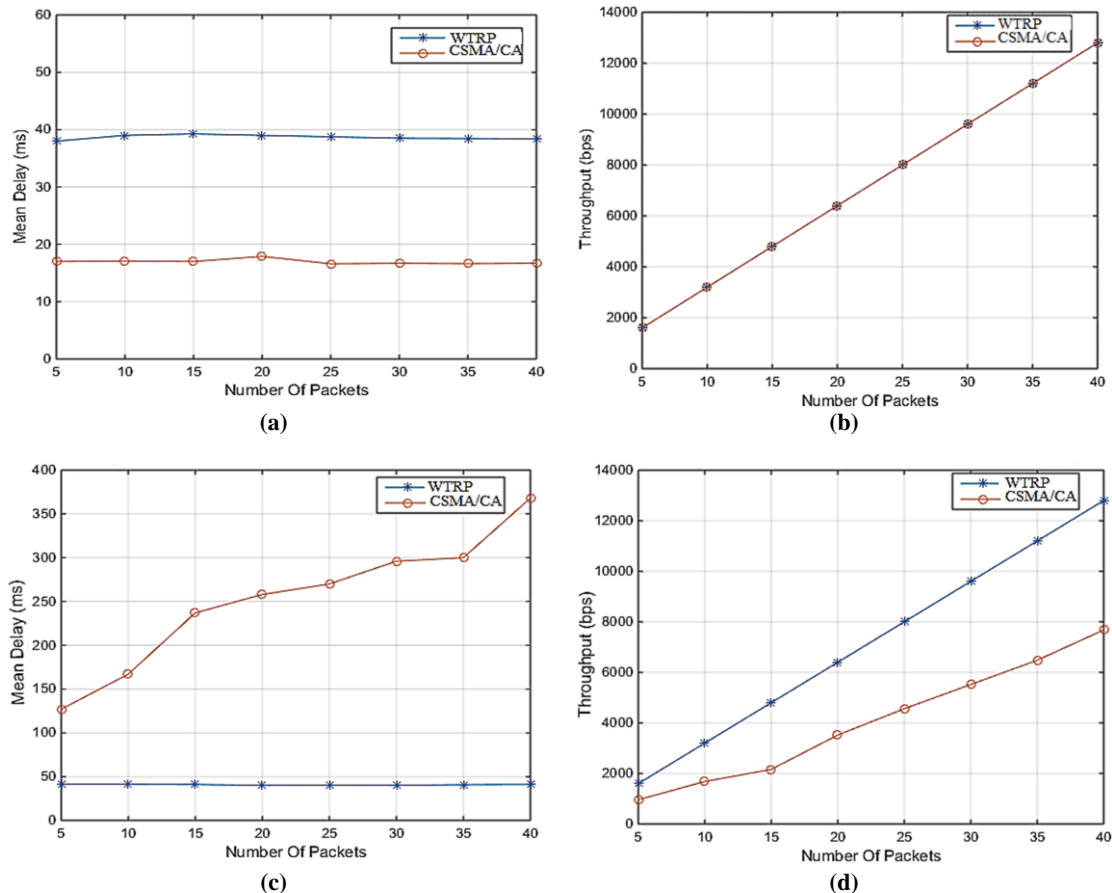 60
50
40
30
20
10
0
Mean Delay (ms)
WTRP
CSMA/CA
5 10 15 20 25 30 35 40
Number Of Packets
(a)
14000
12000
10000
8000
6000
4000
2000
0
Throughput (bps)
WTRP
CSMA/CA
5 10 15 20 25 30 35 40
Number Of Packets
(b)
400
350
300
250
200
150
100
50
0
Mean Delay (ms)
WTRP
CSMA/CA
5 10 15 20 25 30 35 40
Number Of Packets
(c)
14000
12000
10000
8000
6000
4000
2000
0
Throughput (bps)
WTRP
CSMA/CA
5 10 15 20 25 30 35 40
Number Of Packets
(d)